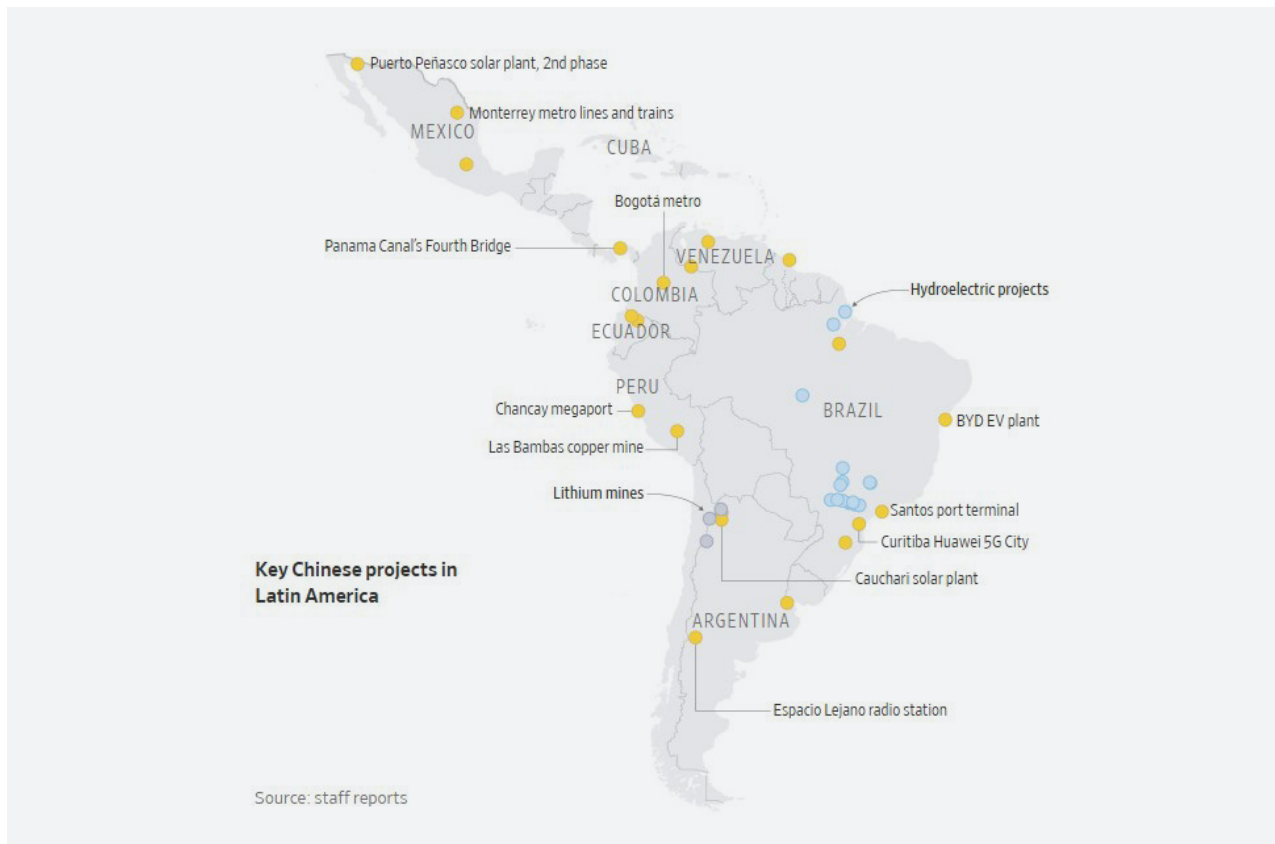 Puerto Peñasco solar plant, 2nd phase
Monterrey metro lines and trains
MEXICO
CUBA
Bogotá metro
Panama Canal's Fourth Bridge
VENEZUELA
Hydroelectric projects
COLOMBIA
ECUADOR
PERU
Chancay megaport
BRAZIL
BYD EV plant
Las Bambas copper mine
Lithium mines
Santos port terminal
Curitiba Huawei 5G City
Key Chinese projects in
Latin America
Cauchari solar plant
ARGENTINA
Espacio Lejano radio station
Source: staff reports